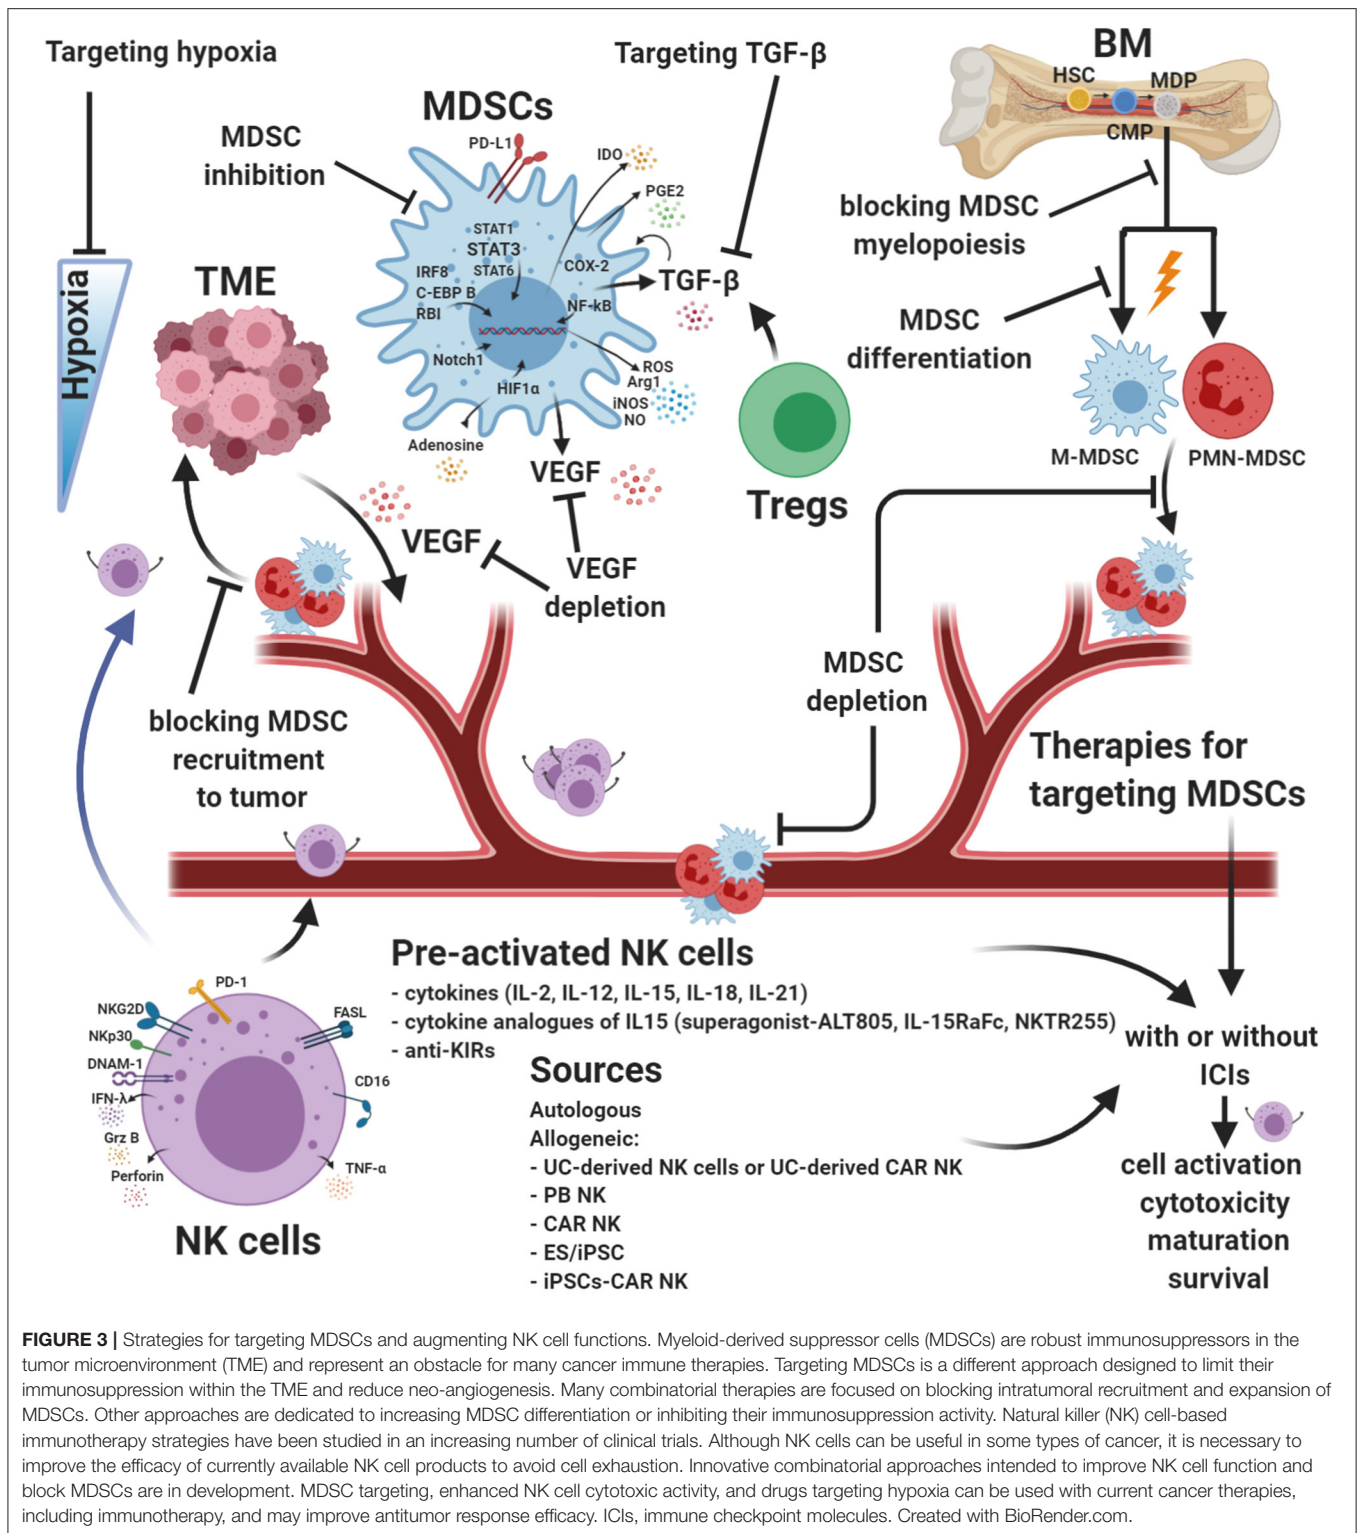 Targeting hypoxia
Targeting TGF-β
BM
HSC
MDP
CMP
MDSCs
MDSC
inhibition
PD-L1
IDO
PGE2
blocking MDSC
myelopoiesis
STAT1
STAT3
STAT6
COX-2
IRF8
C-EBP B
RBI
NF-kB
TGF-β
TME
Hypoxia
Notch1
HIF1α
ROS
Arg1
iNOS
NO
Adenosine
MDSC
differentiation
M-MDSC
PMN-MDSC
VEGF
Tregs
VEGF
VEGF
depletion
MDSC
depletion
blocking MDSC
recruitment
to tumor
Therapies for
targeting MDSCs
Pre-activated NK cells
- cytokines (IL-2, IL-12, IL-15, IL-18, IL-21)
- cytokine analogues of IL15 (superagonist-ALT805, IL-15RaFc, NKTR255)
- anti-KIRs
PD-1
NKG2D
NKp30
DNAM-1
IFN-λ
Grz B
Perforin
FASL
CD16
TNF-α
NK cells
Sources
Autologous
Allogeneic:
- UC-derived NK cells or UC-derived CAR NK
- PB NK
- CAR NK
- ES/iPSC
- iPSCs-CAR NK
with or without
ICIs
cell activation
cytotoxicity
maturation
survival
FIGURE 3 | Strategies for targeting MDSCs and augmenting NK cell functions. Myeloid-derived suppressor cells (MDSCs) are robust immunosuppressors in the
tumor microenvironment (TME) and represent an obstacle for many cancer immune therapies. Targeting MDSCs is a different approach designed to limit their
immunosuppression within the TME and reduce neo-angiogenesis. Many combinatorial therapies are focused on blocking intratumoral recruitment and expansion of
MDSCs. Other approaches are dedicated to increasing MDSC differentiation or inhibiting their immunosuppression activity. Natural killer (NK) cell-based
immunotherapy strategies have been studied in an increasing number of clinical trials. Although NK cells can be useful in some types of cancer, it is necessary to
improve the efficacy of currently available NK cell products to avoid cell exhaustion. Innovative combinatorial approaches intended to improve NK cell function and
block MDSCs are in development. MDSC targeting, enhanced NK cell cytotoxic activity, and drugs targeting hypoxia can be used with current cancer therapies,
including immunotherapy, and may improve antitumor response efficacy. ICIs, immune checkpoint molecules. Created with BioRender.com.